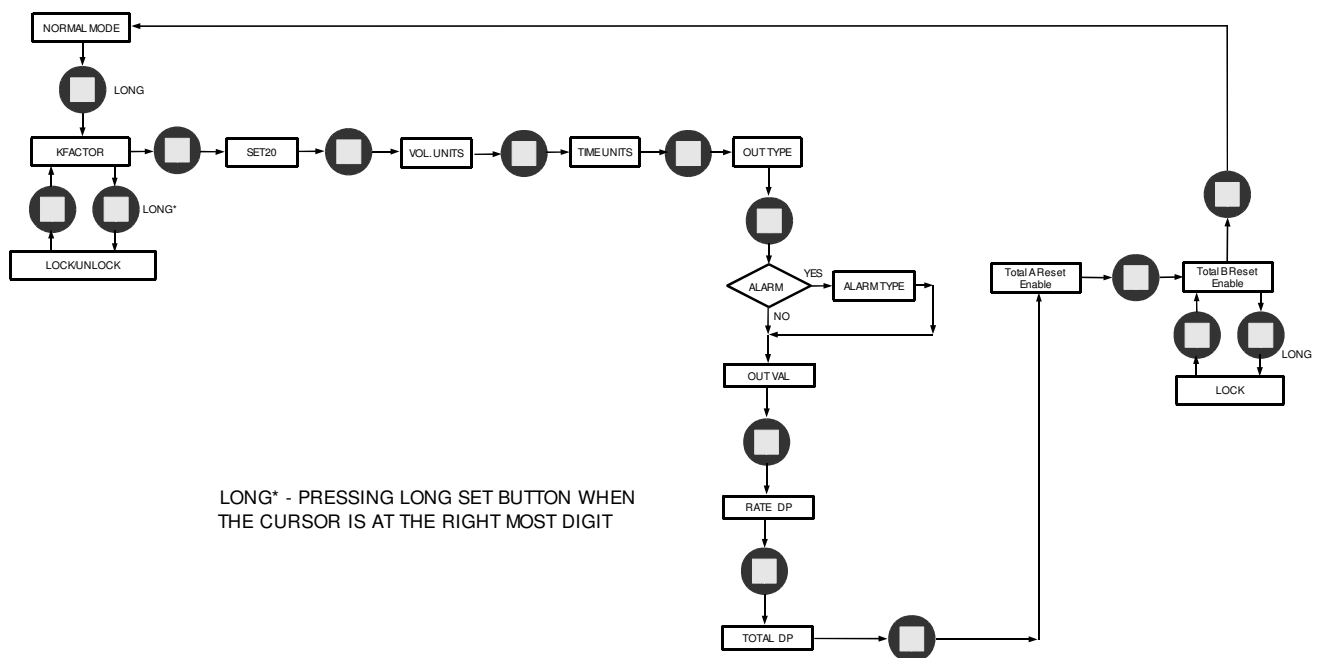 NORMAL MODE
LONG
KFACTOR
SET20
VOL. UNITS
TIME UNITS
OUT TYPE
LONG*
LOCK/UNLOCK
ALARM
YES
ALARM TYPE
NO
OUT VAL
RATE DP
TOTAL DP
Total A Reset
Enable
Total B Reset
Enable
LONG
LOCK
LONG* - PRESSING LONG SET BUTTON WHEN
THE CURSOR IS AT THE RIGHT MOST DIGIT